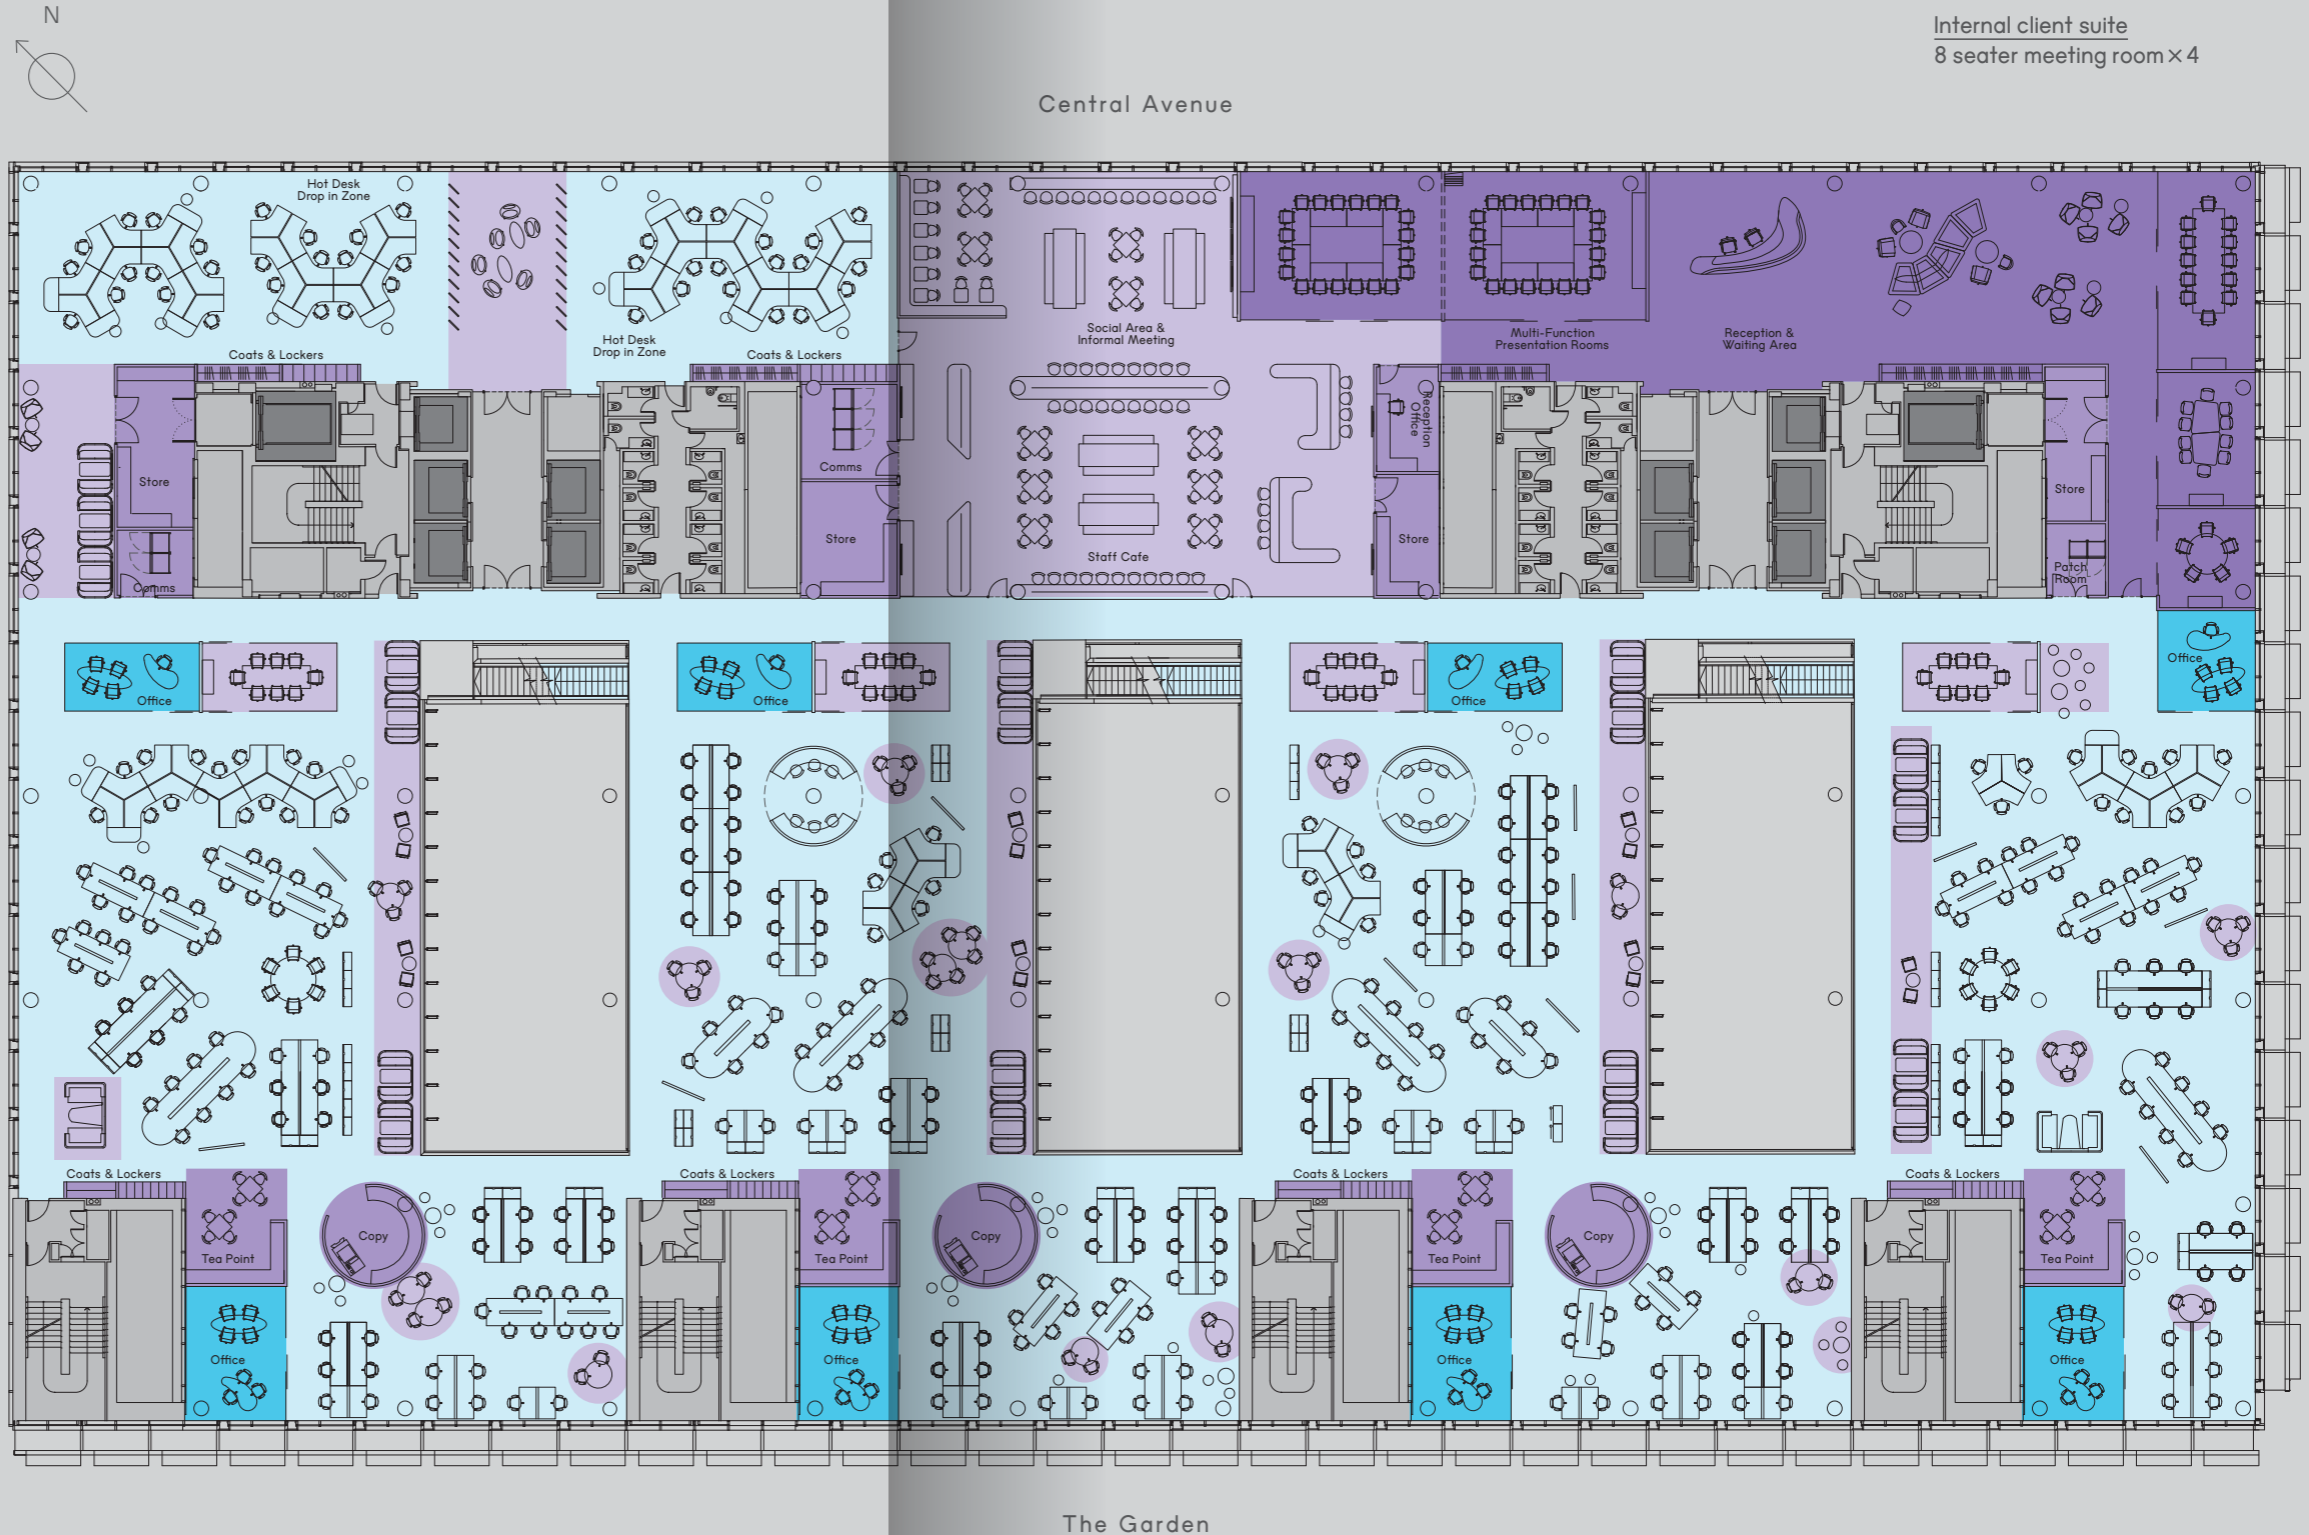 N
Internal client suite
8 seater meeting room × 4
Central Avenue
Hot Desk
Drop in Zone
Hot Desk
Drop in Zone
Social Area &
Informal Meeting
Multi-Function
Presentation Rooms
Reception &
Waiting Area
Coats & Lockers
Coats & Lockers
Reception
Office
Comms
Store
Store
Store
Store
Staff Cafe
Comms
Patch
Room
Office
Office
Office
Office
Coats & Lockers
Coats & Lockers
Coats & Lockers
Coats & Lockers
Copy
Copy
Copy
Tea Point
Tea Point
Tea Point
Tea Point
Office
Office
Office
Office
The Garden